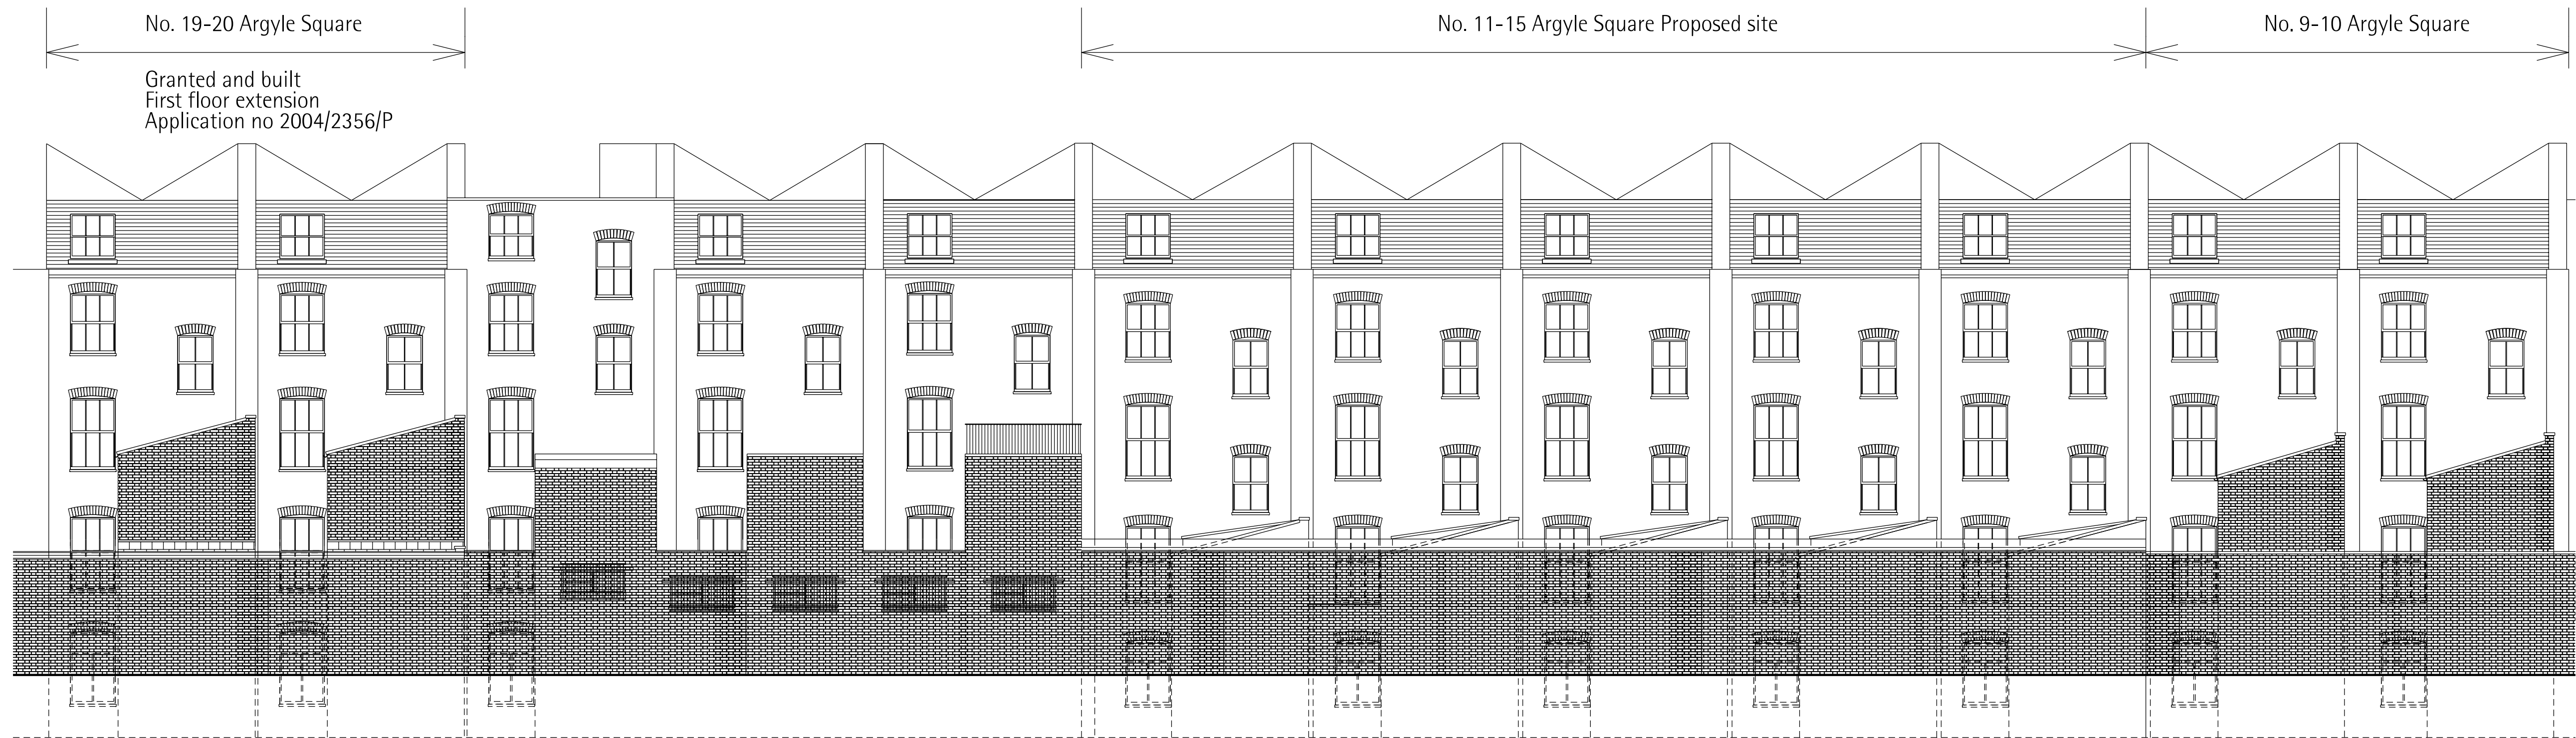 No. 19-20 Argyle Square
No. 11-15 Argyle Square Proposed site
No. 9-10 Argyle Square
Granted and built
First floor extension
Application no 2004/2356/P